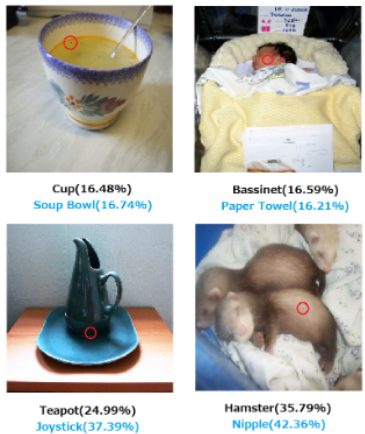 Cup(16.48%)
Soup Bowl(16.74%)
Bassinet(16.59%)
Paper Towel(16.21%)
Teapot(24.99%)
Joystick(37.39%)
Hamster(35.79%)
Nipple(42.36%)